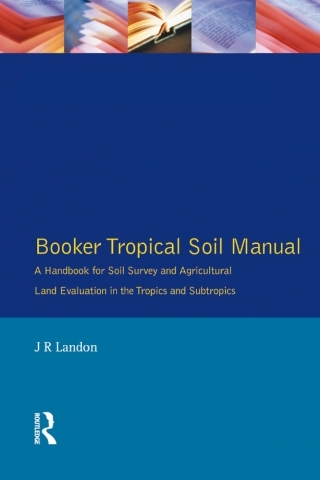 Booker Tropical Soil Manual
A Handbook for Soil Survey and Agricultural
Land Evaluation in the Tropics and Subtropics
J R Landon
ROUTLEDGE